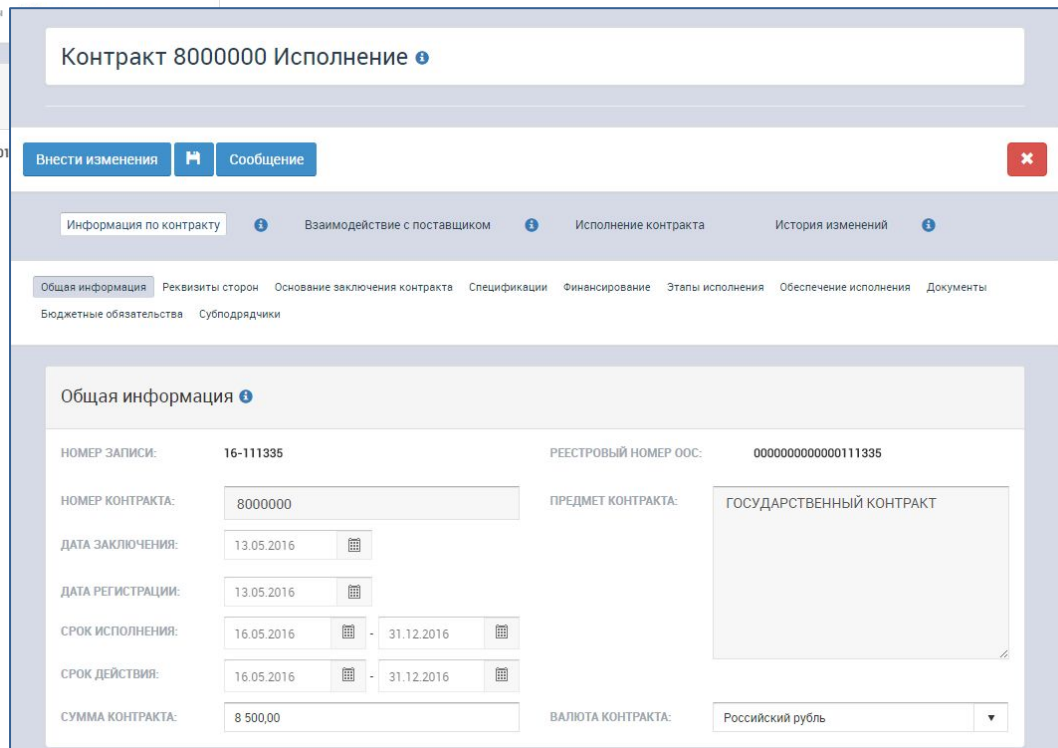 Контракт 8000000 Исполнение
Внести изменения Сообщение
Информация по контракту Взаимодействие с поставщиком Исполнение контракта История изменений
Общая информация Реквизиты сторон Основание заключения контракта Спецификации Финансирование Этапы исполнения Обеспечение исполнения Документы
Бюджетные обязательства Субподрядчики
Общая информация
НОМЕР ЗАПИСИ: 16-111335 РЕЕСТРОВЫЙ НОМЕР ООС: 0000000000000111335
НОМЕР КОНТРАКТА: 8000000 ПРЕДМЕТ КОНТРАКТА: ГОСУДАРСТВЕННЫЙ КОНТРАКТ
ДАТА ЗАКЛЮЧЕНИЯ: 13.05.2016
ДАТА РЕГИСТРАЦИИ: 13.05.2016
СРОК ИСПОЛНЕНИЯ: 16.05.2016 - 31.12.2016
СРОК ДЕЙСТВИЯ: 16.05.2016 - 31.12.2016
СУММА КОНТРАКТА: 8 500,00 ВАЛЮТА КОНТРАКТА: Российский рубль